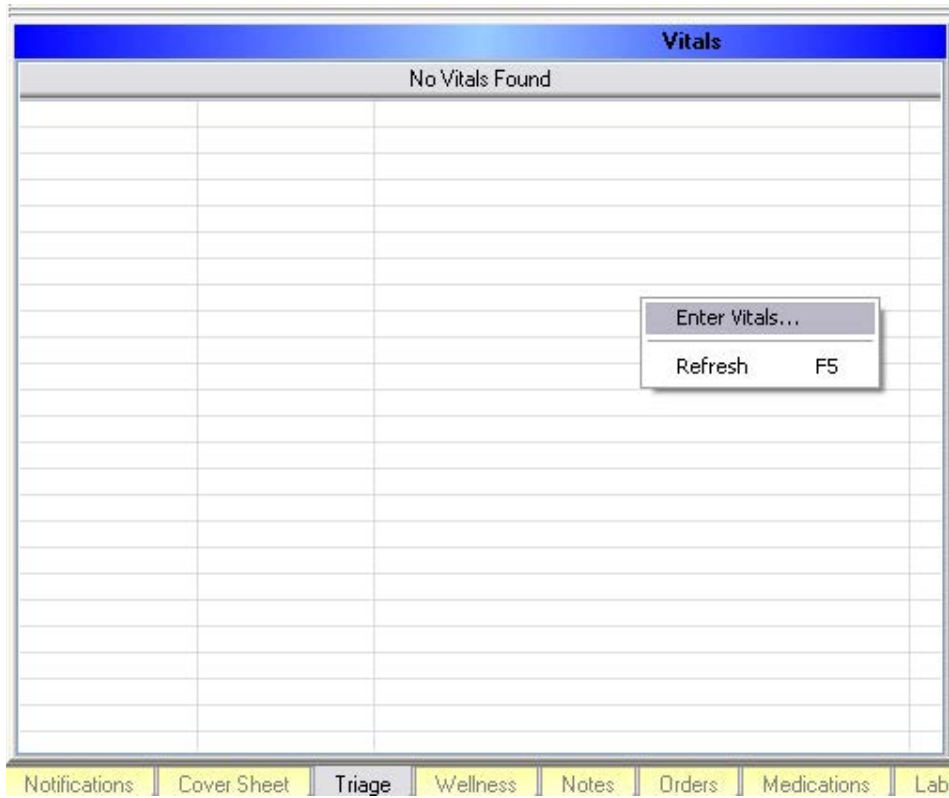 Vitals
No Vitals Found
Enter Vitals...
Refresh F5
Notifications Cover Sheet Triage Wellness Notes Orders Medications Lab